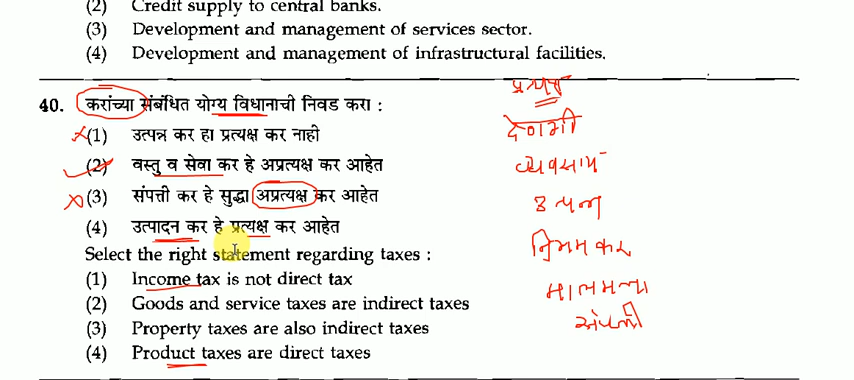 (2) Credit supply to central banks.
(3) Development and management of services sector.
(4) Development and management of infrastructural facilities.
40. करांच्या संबंधित योग्य विधानाची निवड करा :
(1) उत्पन्न कर हा प्रत्यक्ष कर नाही
(2) वस्तु व सेवा कर हे अप्रत्यक्ष कर आहेत
(3) संपत्ती कर हे सुद्धा अप्रत्यक्ष कर आहेत
(4) उत्पादन कर हे प्रत्यक्ष कर आहेत
Select the right statement regarding taxes :
(1) Income tax is not direct tax
(2) Goods and service taxes are indirect taxes
(3) Property taxes are also indirect taxes
(4) Product taxes are direct taxes
प्रत्यक्ष
देणगी
व्यवसाय
उत्पन्न
निगमकर
मालमत्ता
संपत्ती